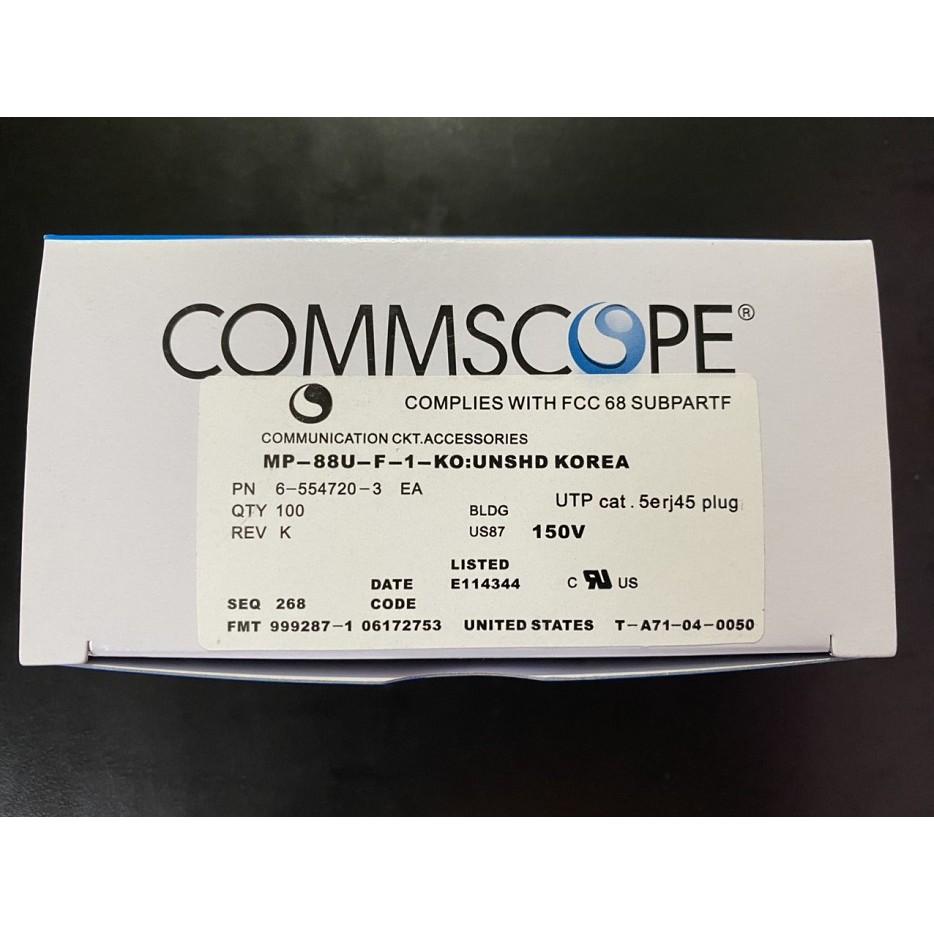 COMMSCOPE®
COMPLIES WITH FCC 68 SUBPARTF
COMMUNICATION CKT.ACCESSORIES
MP-88U-F-1-KO:UNSHD KOREA
PN 6-554720-3 EA
UTP cat. 5erj45 plug
QTY 100 BLDG
REV K US87 150V
LISTED
DATE E114344 c RU US
SEQ 268 CODE
FMT 999287-1 06172753 UNITED STATES T-A71-04-0050